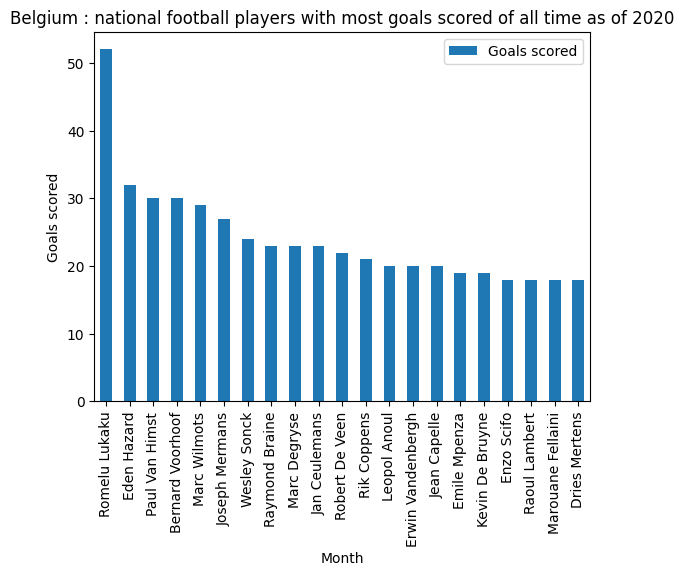 Belgium : national football players with most goals scored of all time as of 2020
Goals scored
Goals scored
50
40
30
20
10
0
Romelu Lukaku
Eden Hazard
Paul Van Himst
Bernard Voorhoof
Marc Wilmots
Joseph Mermans
Wesley Sonck
Raymond Braine
Marc Degryse
Jan Ceulemans
Robert De Veen
Rik Coppens
Leopol Anoul
Erwin Vandenbergh
Jean Capelle
Emile Mpenza
Kevin De Bruyne
Enzo Scifo
Raoul Lambert
Marouane Fellaini
Dries Mertens
Month